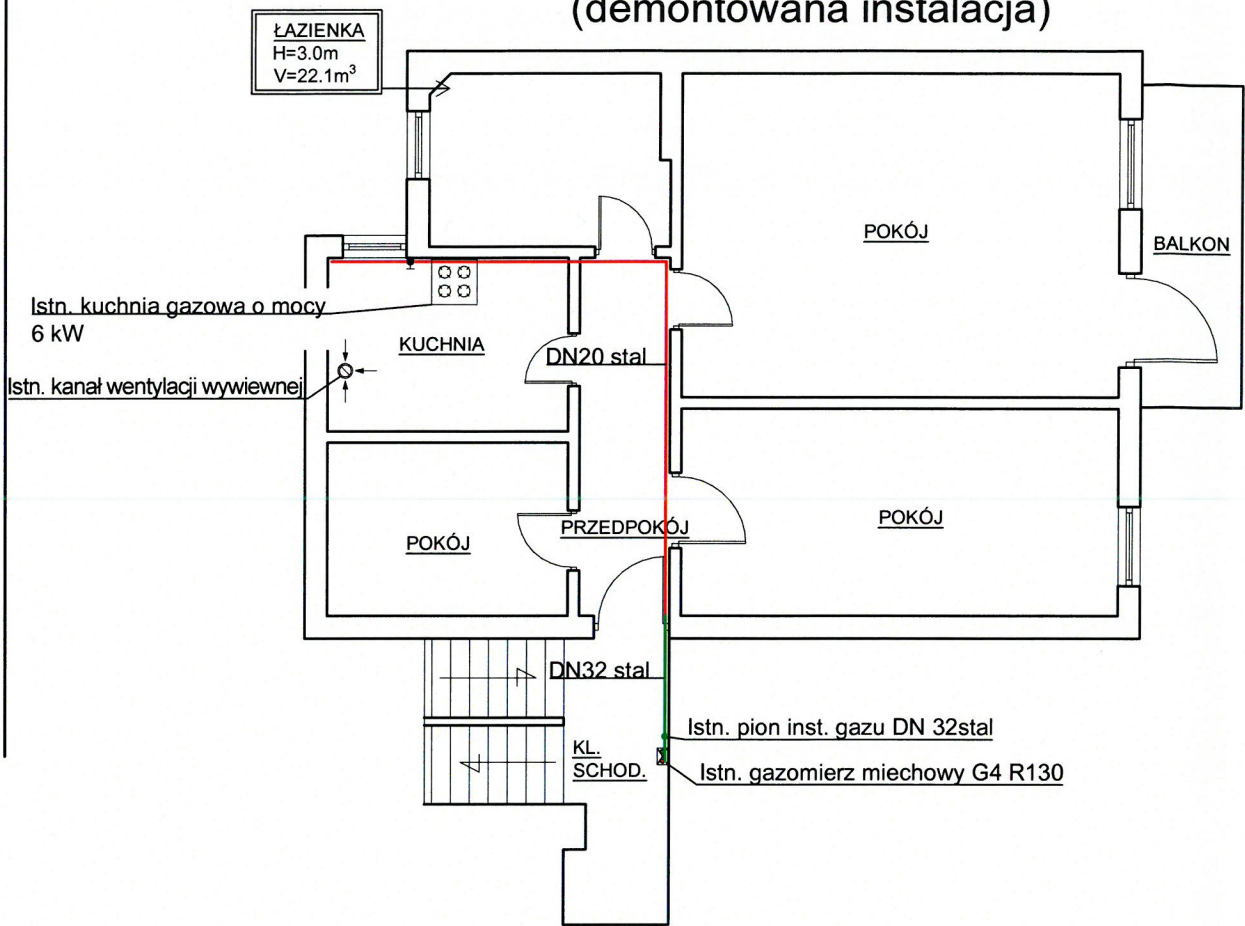 (demontowana instalacja)
ŁAZIENKA
H=3.0m
V=22.1m³
POKÓJ
BALKON
Istn. kuchnia gazowa o mocy
6 kW
KUCHNIA
DN20 stal
Istn. kanał wentylacji wywiewnej
POKÓJ
PRZEDPOKÓJ
POKÓJ
DN32 stal
Istn. pion inst. gazu DN 32stal
KL.
SCHOD.
Istn. gazomierz miechowy G4 R130